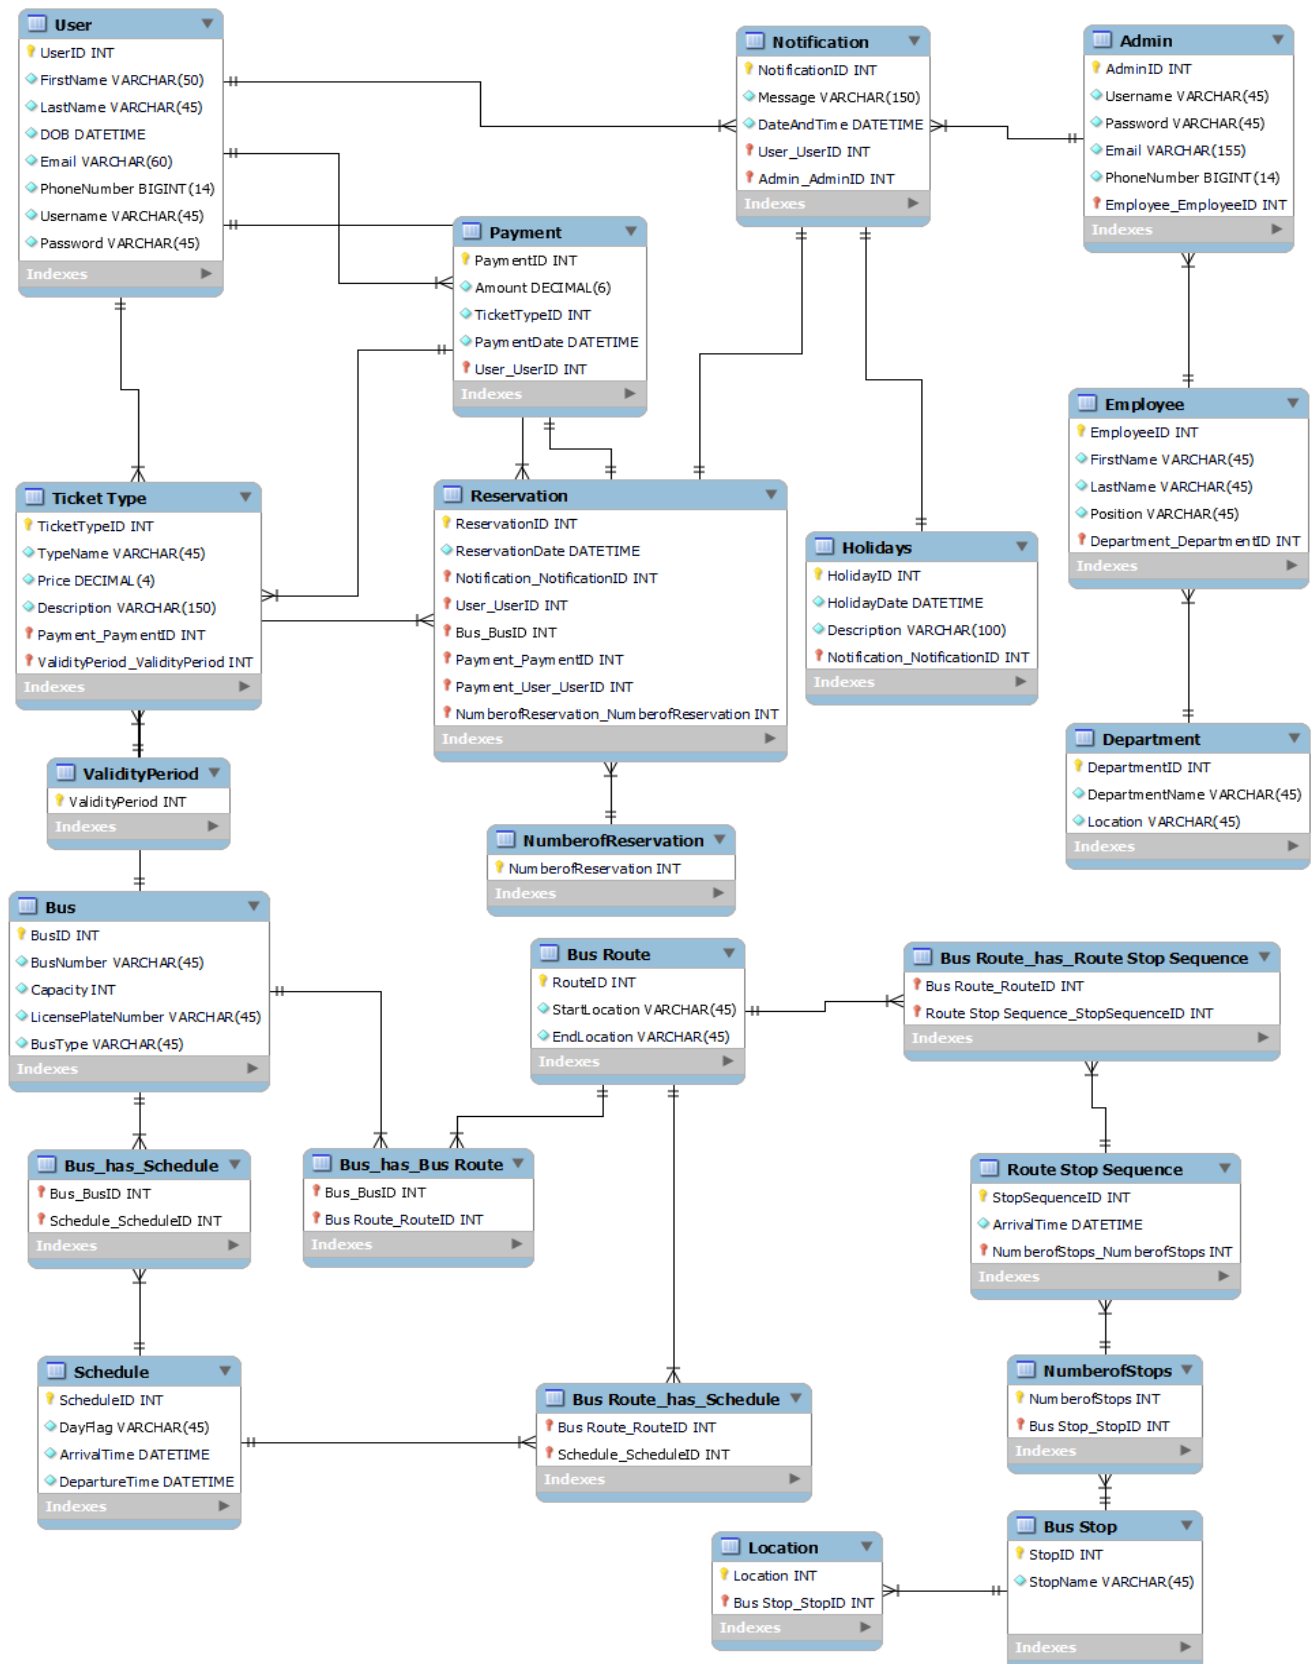 User
UserID INT
FirstName VARCHAR(50)
LastName VARCHAR(45)
DOB DATETIME
Email VARCHAR(60)
PhoneNumber BIGINT(14)
Username VARCHAR(45)
Password VARCHAR(45)
Indexes
Notification
NotificationID INT
Message VARCHAR(150)
DateAndTime DATETIME
User_UserID INT
Admin_AdminID INT
Indexes
Admin
AdminID INT
Username VARCHAR(45)
Password VARCHAR(45)
Email VARCHAR(155)
PhoneNumber BIGINT(14)
Employee_EmployeeID INT
Indexes
Payment
PaymentID INT
Amount DECIMAL(6)
TicketTypeID INT
PaymentDate DATETIME
User_UserID INT
Indexes
Employee
EmployeeID INT
FirstName VARCHAR(45)
LastName VARCHAR(45)
Position VARCHAR(45)
Department_DepartmentID INT
Indexes
Ticket Type
TicketTypeID INT
TypeName VARCHAR(45)
Price DECIMAL(4)
Description VARCHAR(150)
Payment_PaymentID INT
ValidityPeriod_ValidityPeriod INT
Indexes
Reservation
ReservationID INT
ReservationDate DATETIME
Notification_NotificationID INT
User_UserID INT
Bus_BusID INT
Payment_PaymentID INT
Payment_User_UserID INT
NumberofReservation_NumberofReservation INT
Indexes
Holidays
HolidayID INT
HolidayDate DATETIME
Description VARCHAR(100)
Notification_NotificationID INT
Indexes
Department
DepartmentID INT
DepartmentName VARCHAR(45)
Location VARCHAR(45)
Indexes
ValidityPeriod
ValidityPeriod INT
Indexes
NumberofReservation
NumberofReservation INT
Indexes
Bus
BusID INT
BusNumber VARCHAR(45)
Capacity INT
LicensePlateNumber VARCHAR(45)
BusType VARCHAR(45)
Indexes
Bus Route
RouteID INT
StartLocation VARCHAR(45)
EndLocation VARCHAR(45)
Indexes
Bus Route_has_Route Stop Sequence
Bus Route_RouteID INT
Route Stop Sequence_StopSequenceID INT
Indexes
Bus_has_Schedule
Bus_BusID INT
Schedule_ScheduleID INT
Indexes
Bus_has_Bus Route
Bus_BusID INT
Bus Route_RouteID INT
Indexes
Route Stop Sequence
StopSequenceID INT
ArrivalTime DATETIME
NumberofStops_NumberofStops INT
Indexes
Schedule
ScheduleID INT
DayFlag VARCHAR(45)
ArrivalTime DATETIME
DepartureTime DATETIME
Indexes
Bus Route_has_Schedule
Bus Route_RouteID INT
Schedule_ScheduleID INT
Indexes
NumberofStops
NumberofStops INT
Bus Stop_StopID INT
Indexes
Location
Location INT
Bus Stop_StopID INT
Indexes
Bus Stop
StopID INT
StopName VARCHAR(45)
Indexes